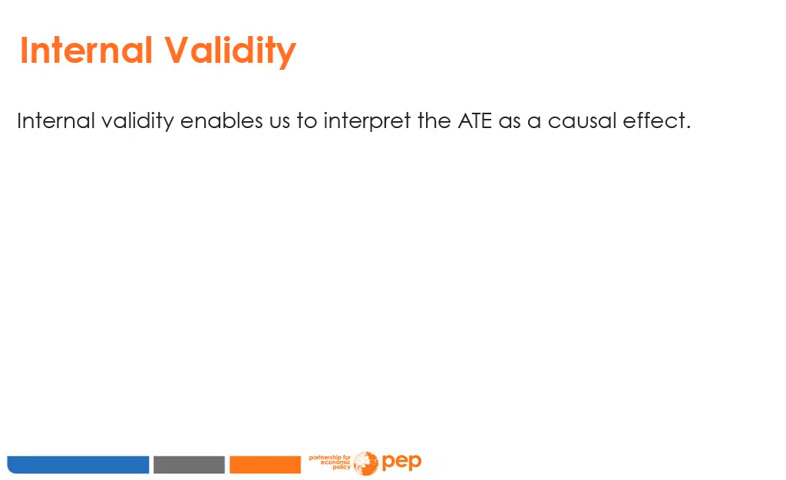 Internal Validity
Internal validity enables us to interpret the ATE as a causal effect.
partnership for
economic
policy
pep